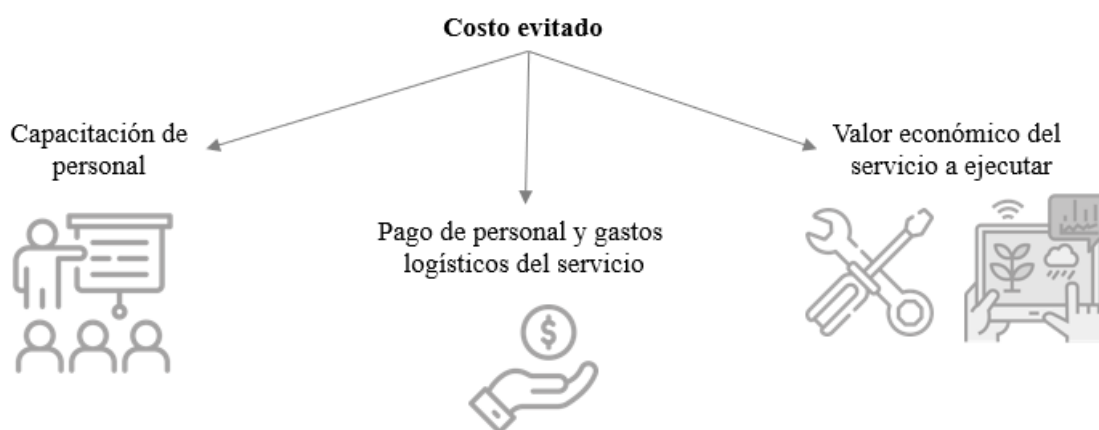 Costo evitado
Capacitación de
personal
Pago de personal y gastos
logísticos del servicio
$
Valor económico del
servicio a ejecutar